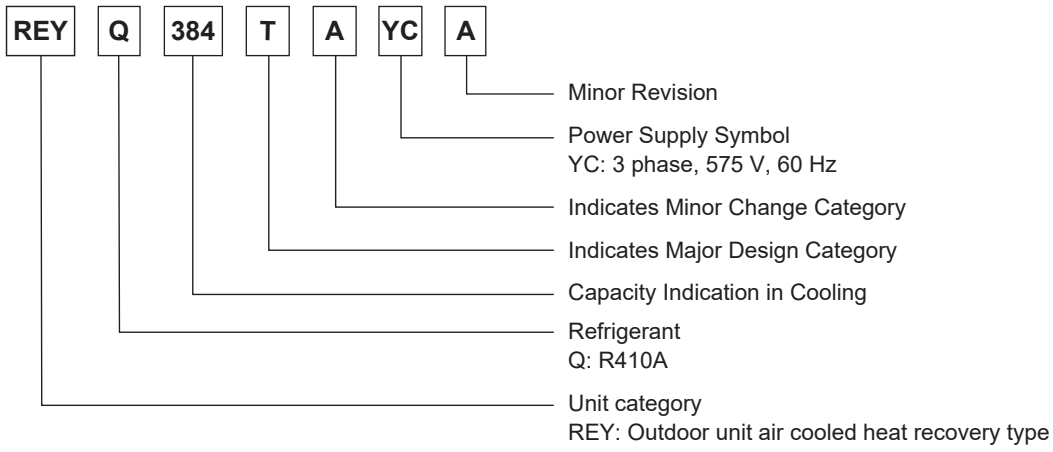 REY Q 384 T A YC A
Minor Revision
Power Supply Symbol
YC: 3 phase, 575 V, 60 Hz
Indicates Minor Change Category
Indicates Major Design Category
Capacity Indication in Cooling
Refrigerant
Q: R410A
Unit category
REY: Outdoor unit air cooled heat recovery type